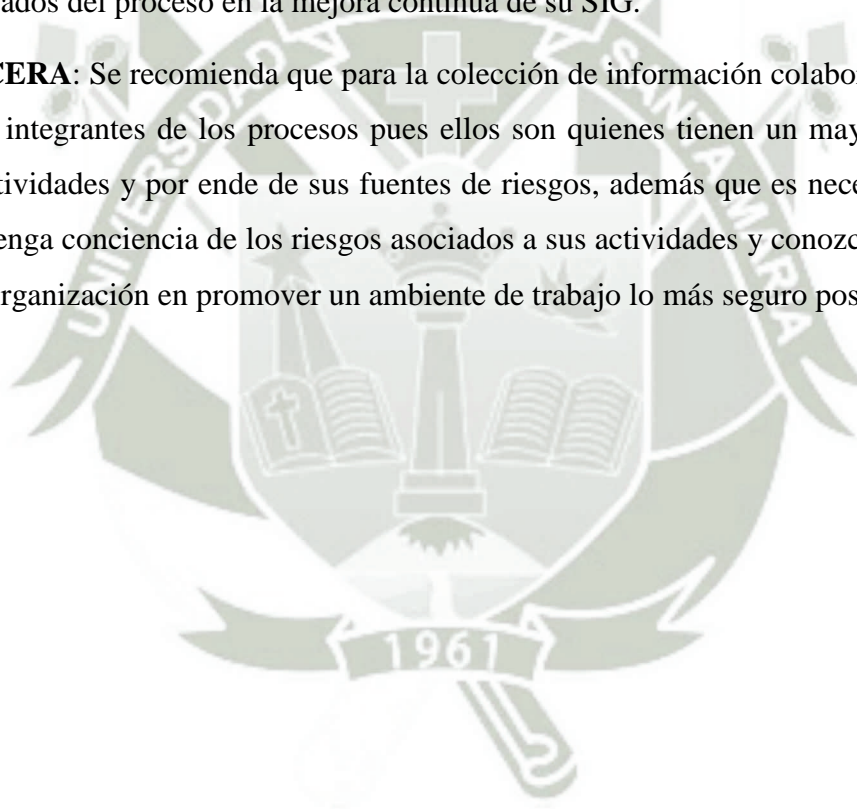 ados del proceso en la mejora continua de su SIG.
CERA: Se recomienda que para la colección de información colabor
integrantes de los procesos pues ellos son quienes tienen un may
tividades y por ende de sus fuentes de riesgos, además que es nece
enga conciencia de los riesgos asociados a sus actividades y conozc
rganización en promover un ambiente de trabajo lo más seguro pos
UNIVERSIDAD SANTA MARIA
1961